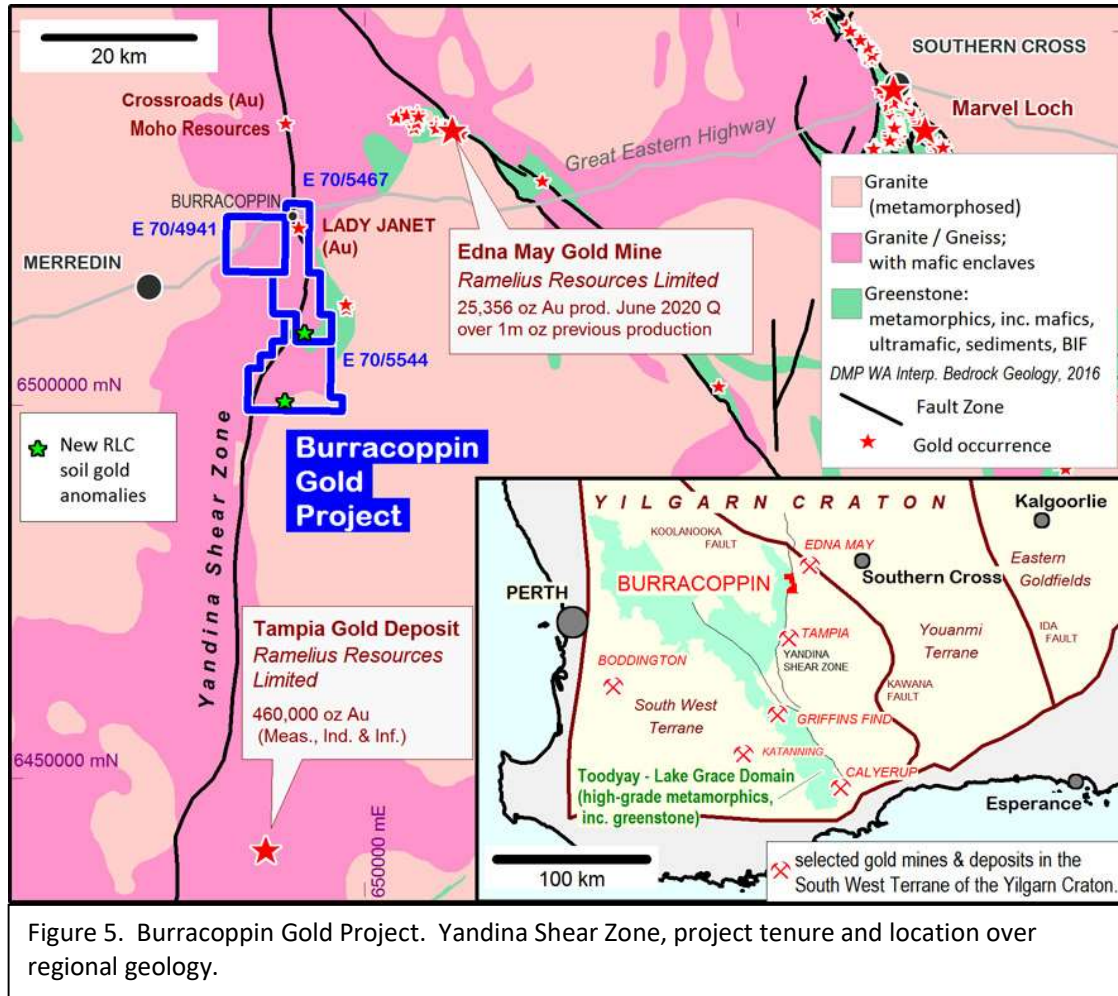 20 km
Crossroads (Au)
Moho Resources
SOUTHERN CROSS
Marvel Loch
Great Eastern Highway
E 70/5467
BURRACOPPIN
E 70/4941
LADY JANET
(Au)
MERREDIN
Edna May Gold Mine
Ramelius Resources Limited
25,356 oz Au prod. June 2020 Q
over 1m oz previous production
E 70/5544
6500000 mN
Granite
(metamorphosed)
Granite / Gneiss;
with mafic enclaves
Greenstone:
metamorphics, inc. mafics,
ultramafic, sediments, BIF
DMP WA Interp. Bedrock Geology, 2016
Fault Zone
Gold occurrence
New RLC
soil gold
anomalies
Burracoppin
Gold
Project
Yandina Shear Zone
Tampia Gold Deposit
Ramelius Resources
Limited
460,000 oz Au
(Meas., Ind. & Inf.)
6450000 mN
650000 mE
YILGARN CRATON
Kalgoorlie
KOOLANOOKA
FAULT
EDNA MAY
Eastern
Goldfields
BURRACOPPIN
Southern Cross
PERTH
TAMPIA
Youanmi
Terrane
IDA
FAULT
YANDINA
SHEAR ZONE
BODDINGTON
KAWANA
FAULT
South West
Terrane
GRIFFINS FIND
KATANNING
Toodyay - Lake Grace Domain
(high-grade metamorphics,
inc. greenstone)
CALYERUP
Esperance
100 km
selected gold mines & deposits in the
South West Terrane of the Yilgarn Craton.
Figure 5. Burracoppin Gold Project. Yandina Shear Zone, project tenure and location over
regional geology.